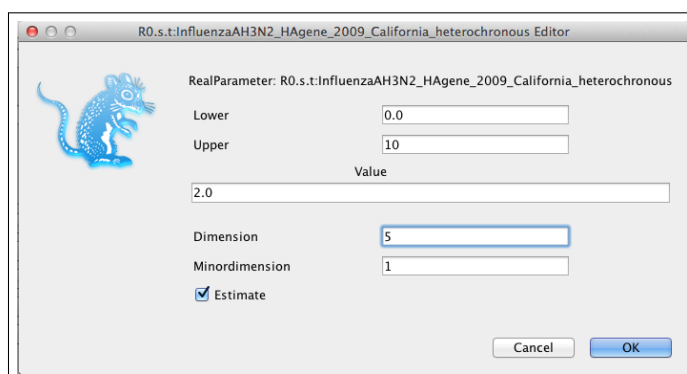 R0.s.t:InfluenzaAH3N2_HAgene_2009_California_heterochronous Editor
RealParameter: R0.s.t:InfluenzaAH3N2_HAgene_2009_California_heterochronous
Lower 0.0
Upper 10
Value
2.0
Dimension 5
Minordimension 1
Estimate
Cancel OK